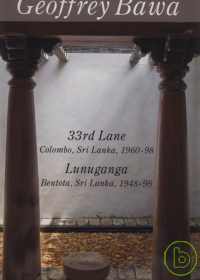 Geoffrey Bawa
33rd Lane
Colombo, Sri Lanka, 1960-98
Lunuganga
Bentota, Sri Lanka, 1948-98
b